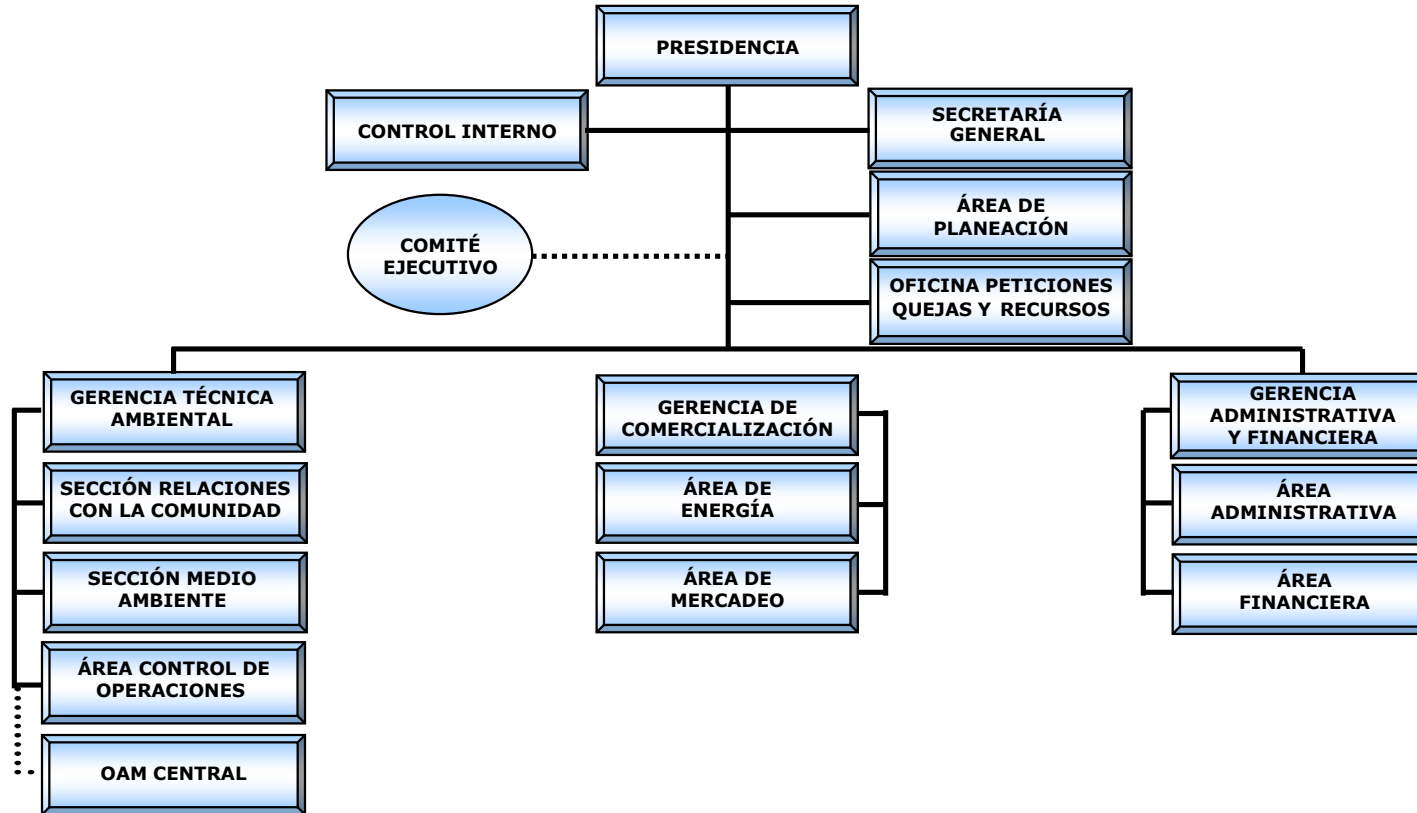 PRESIDENCIA
CONTROL INTERNO
SECRETARÍA
GENERAL
COMITÉ
EJECUTIVO
ÁREA DE
PLANEACIÓN
OFICINA PETICIONES
QUEJAS Y RECURSOS
GERENCIA TÉCNICA
AMBIENTAL
SECCIÓN RELACIONES
CON LA COMUNIDAD
SECCIÓN MEDIO
AMBIENTE
ÁREA CONTROL DE
OPERACIONES
OAM CENTRAL
GERENCIA DE
COMERCIALIZACIÓN
ÁREA DE
ENERGÍA
ÁREA DE
MERCADEO
GERENCIA
ADMINISTRATIVA
Y FINANCIERA
ÁREA
ADMINISTRATIVA
ÁREA
FINANCIERA